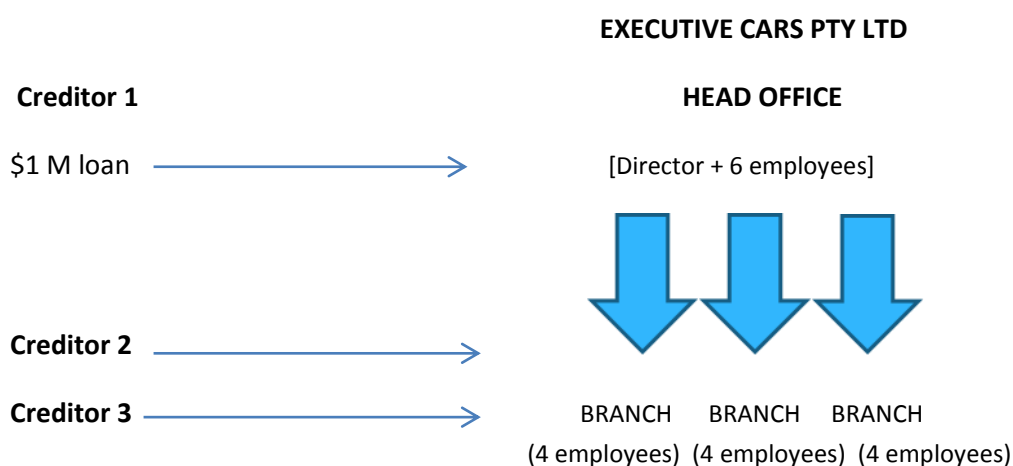 EXECUTIVE CARS PTY LTD
Creditor 1 HEAD OFFICE
$1 M loan [Director + 6 employees]
Creditor 2
Creditor 3 BRANCH BRANCH BRANCH
(4 employees) (4 employees) (4 employees)